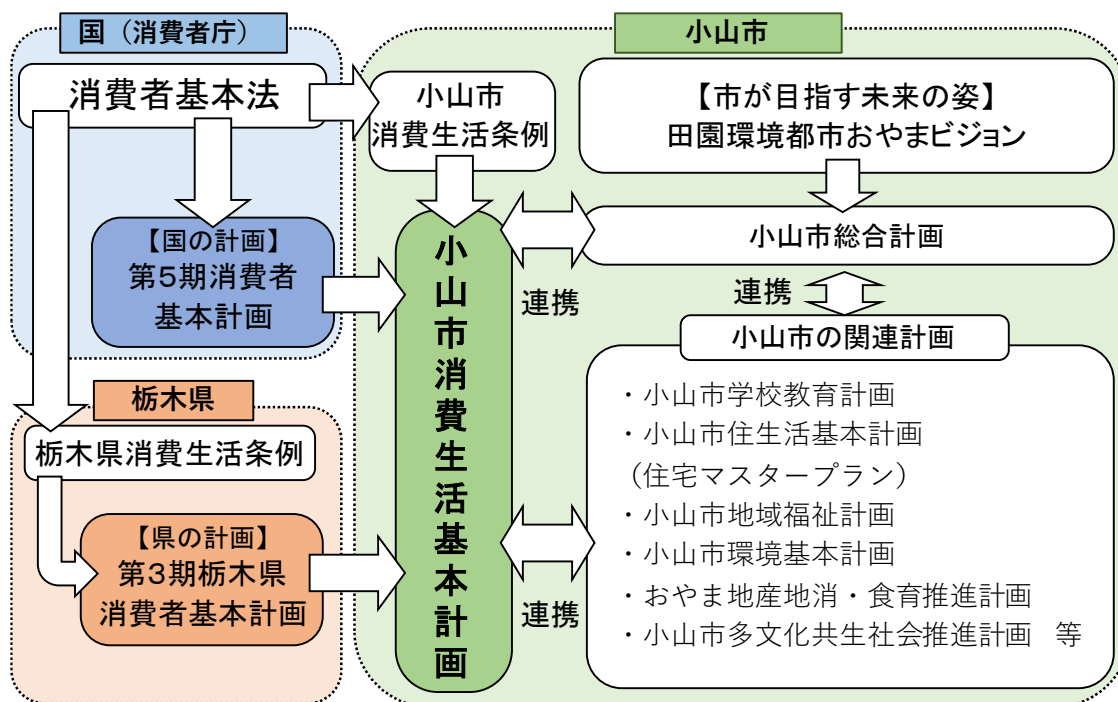 国（消費者庁）
消費者基本法
【国の計画】
第５期消費者
基本計画
栃木県
栃木県消費生活条例
【県の計画】
第３期栃木県
消費者基本計画
小山市
小山市
消費生活条例
小山市消費生活基本計画
【市が目指す未来の姿】
田園環境都市おやまビジョン
小山市総合計画
連携
連携
小山市の関連計画
・小山市学校教育計画
・小山市住生活基本計画
（住宅マスタープラン）
・小山市地域福祉計画
・小山市環境基本計画
・おやま地産地消・食育推進計画
・小山市多文化共生社会推進計画　等
連携